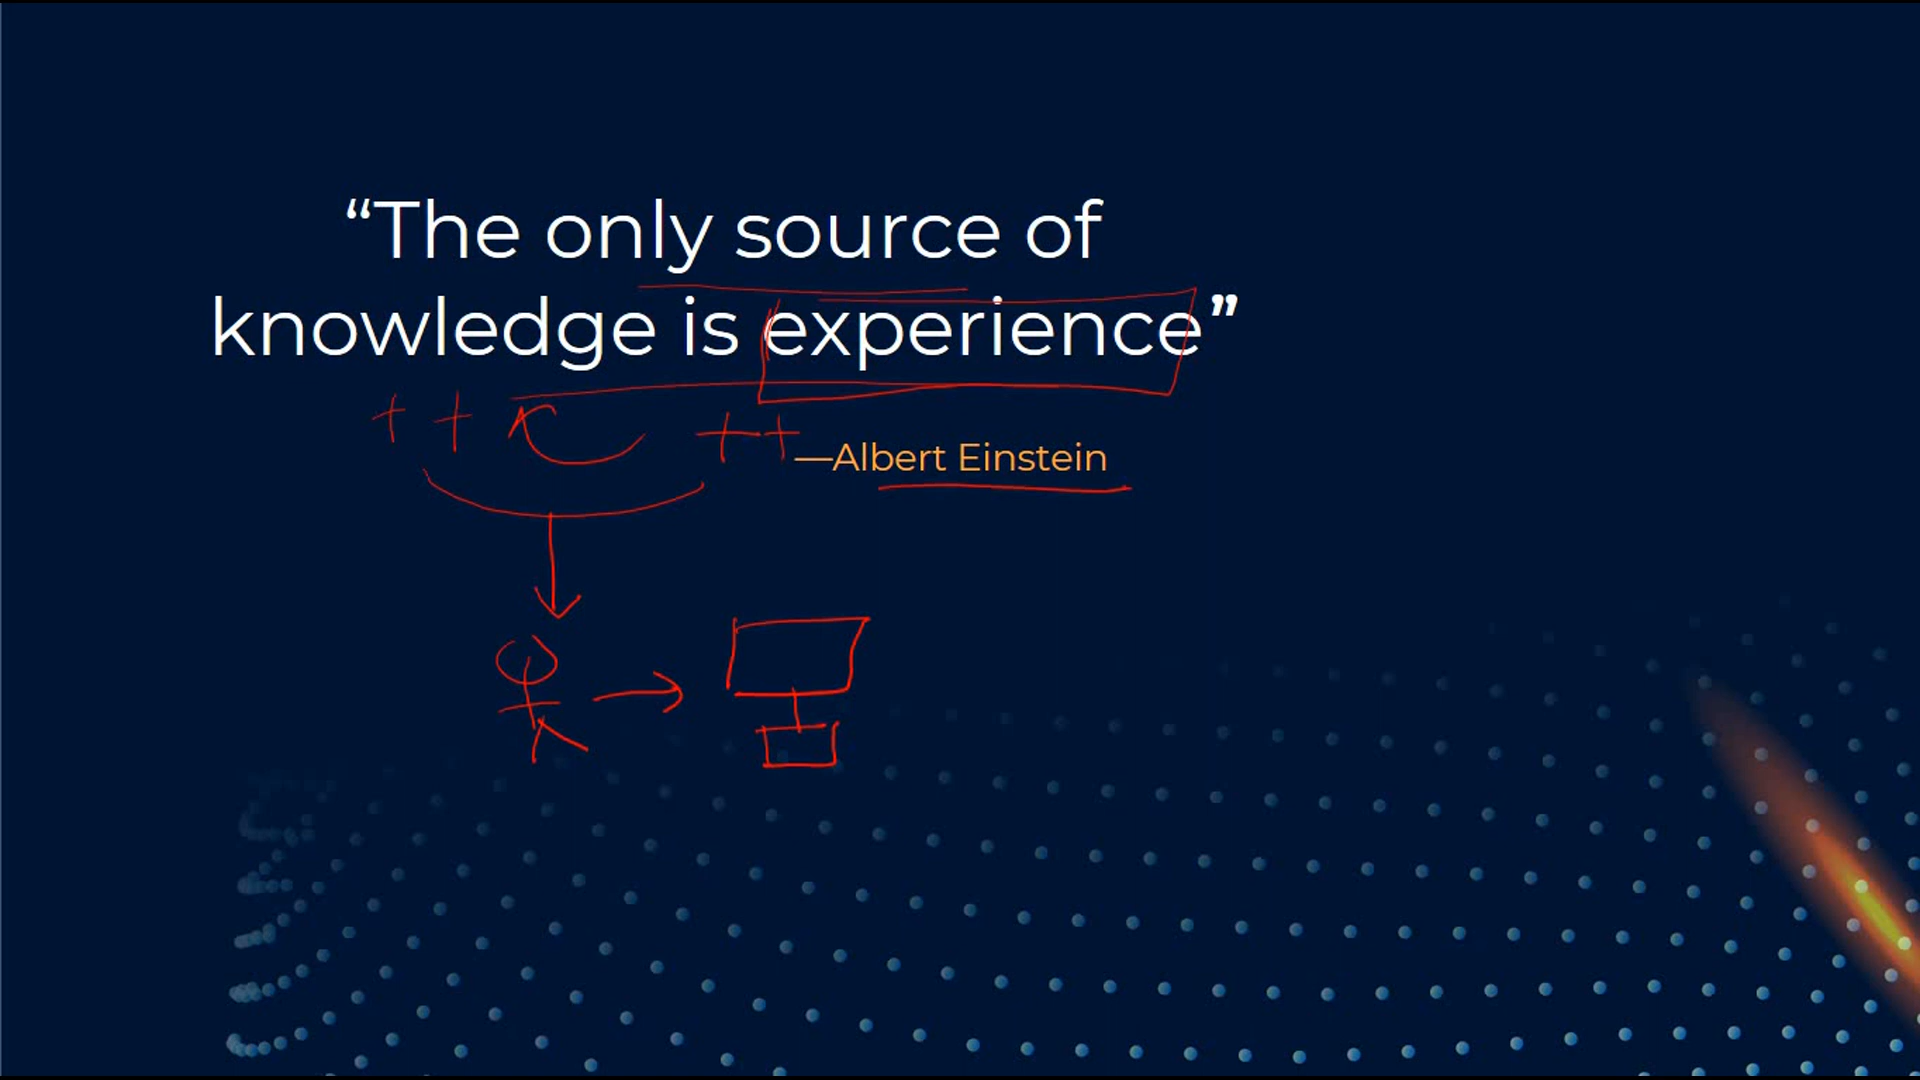 “The only source of
knowledge is experience”
++ ++
—Albert Einstein